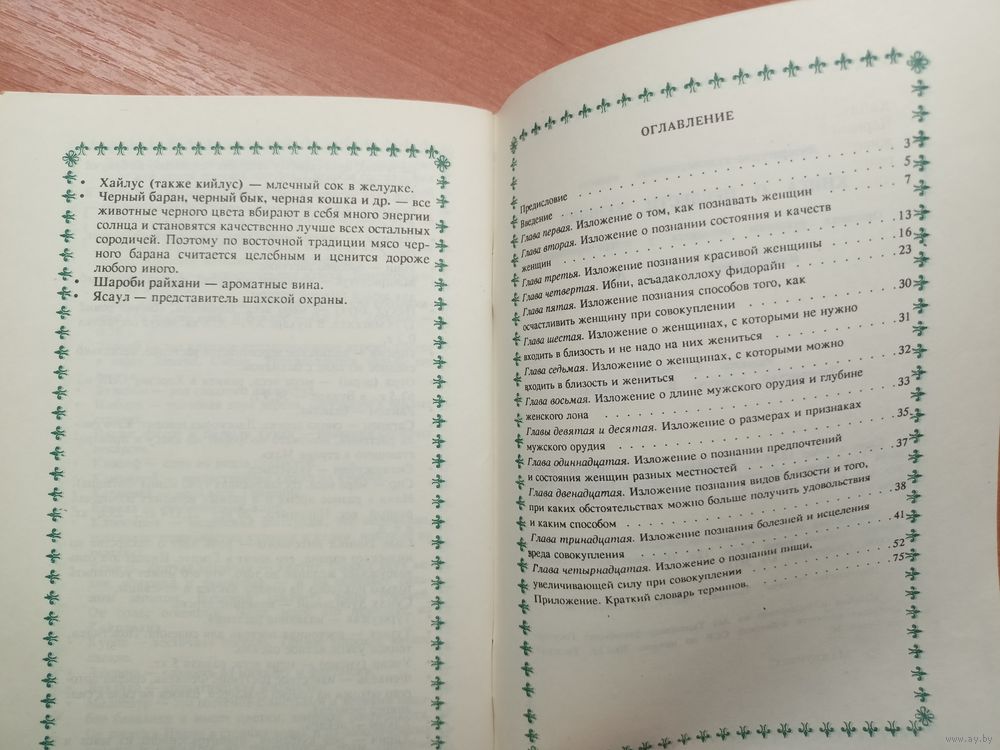 • Хайлус (также кийлус) — млечный сок в желудке.
• Черный баран, черный бык, черная кошка и др. — все
животные черного цвета вбирают в себя много энергии
солнца и становятся качественно лучше всех остальных
сородичей. Поэтому по восточной традиции мясо чер-
ного барана считается целебным и ценится дороже
любого иного.
• Шароби райхани — ароматные вина.
• Ясаул — представитель шахской охраны.
ОГЛАВЛЕНИЕ
Предисловие . . . 3
Введение . . . 5
Глава первая. Изложение о том, как познавать женщин . . . 7
Глава вторая. Изложение о познании состояния и качеств
женщин . . . 13
Глава третья. Изложение познания красивой женщины . . . 16
Глава четвертая. Ибни, асъадаколлоху фидорайн . . . 23
Глава пятая. Изложение познания способов того, как
осчастливить женщину при совокуплении . . . 30
Глава шестая. Изложение о женщинах, с которыми не нужно
входить в близость и не надо на них жениться . . . 31
Глава седьмая. Изложение о женщинах, с которыми можно
входить в близость и жениться . . . 32
Глава восьмая. Изложение о длине мужского орудия и глубине
женского лона . . . 33
Главы девятая и десятая. Изложение о размерах и признаках
мужского орудия . . . 35
Глава одиннадцатая. Изложение о познании предпочтений
и состояния женщин разных местностей . . . 37
Глава двенадцатая. Изложение познания видов близости и того,
при каких обстоятельствах можно больше получить удовольствия
и каким способом . . . 38
Глава тринадцатая. Изложение познания болезней и исцеления
вреда совокупления . . . 41
Глава четырнадцатая. Изложение о познании пищи,
увеличивающей силу при совокуплении . . . 52
Приложение. Краткий словарь терминов. . . . 75
www.ay.by